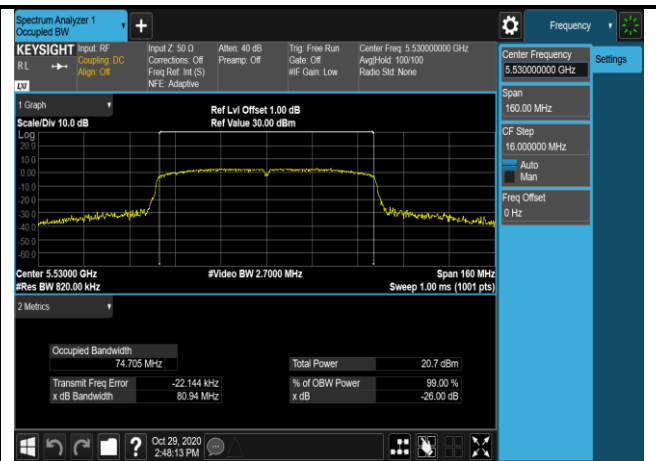 Spectrum Analyzer 1
Occupied BW
+
Frequency
KEYSIGHT
RL
LXI
Input: RF
Coupling: DC
Align: Off
Input Z: 50 Ω
Corrections: Off
Freq Ref: Int (S)
NFE: Adaptive
Atten: 40 dB
Preamp: Off
Trig: Free Run
Gate: Off
#IF Gain: Low
Center Freq: 5.530000000 GHz
Avg|Hold: 100/100
Radio Std: None
Center Frequency
5.530000000 GHz
Settings
Span
160.00 MHz
CF Step
16.000000 MHz
Auto
Man
Freq Offset
0 Hz
1 Graph
Scale/Div 10.0 dB
Ref Lvl Offset 1.00 dB
Ref Value 30.00 dBm
Log
20.0
10.0
0.00
-10.0
-20.0
-30.0
-40.0
-50.0
-60.0
Center 5.53000 GHz
#Video BW 2.7000 MHz
Span 160 MHz
#Res BW 820.00 kHz
Sweep 1.00 ms (1001 pts)
2 Metrics
Occupied Bandwidth
74.705 MHz
Total Power 20.7 dBm
Transmit Freq Error -22.144 kHz
% of OBW Power 99.00 %
x dB Bandwidth 80.94 MHz
x dB -26.00 dB
?
Oct 29, 2020
2:48:13 PM